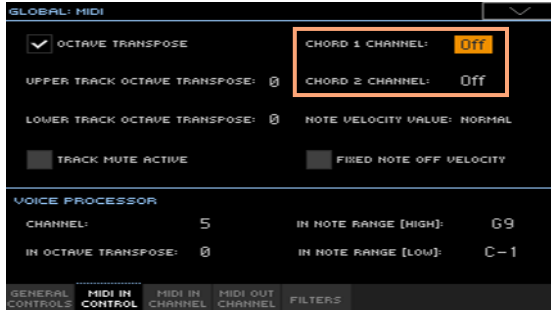 GLOBAL: MIDI
OCTAVE TRANSPOSE CHORD 1 CHANNEL: Off
UPPER TRACK OCTAVE TRANSPOSE: 0 CHORD 2 CHANNEL: Off
LOWER TRACK OCTAVE TRANSPOSE: 0 NOTE VELOCITY VALUE: NORMAL
TRACK MUTE ACTIVE FIXED NOTE OFF VELOCITY
VOICE PROCESSOR
CHANNEL: 5 IN NOTE RANGE [HIGH]: G9
IN OCTAVE TRANSPOSE: 0 IN NOTE RANGE [LOW]: C-1
GENERAL MIDI IN MIDI IN MIDI OUT
CONTROLS CONTROL CHANNEL CHANNEL FILTERS